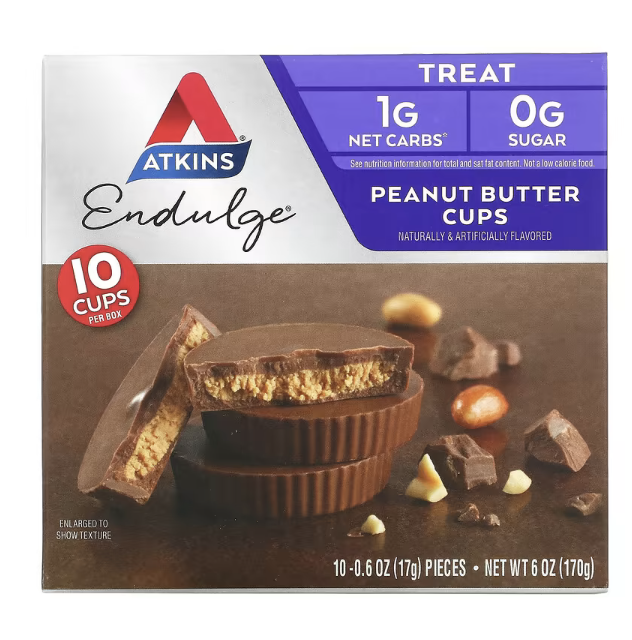 TREAT
1G
NET CARBS*
0G
SUGAR
See nutrition information for total and sat fat content. Not a low calorie food.
ATKINS®
Endulge®
PEANUT BUTTER
CUPS
NATURALLY & ARTIFICIALLY FLAVORED
10
CUPS
PER BOX
ENLARGED TO
SHOW TEXTURE
10 -0.6 OZ (17g) PIECES • NET WT 6 OZ (170g)